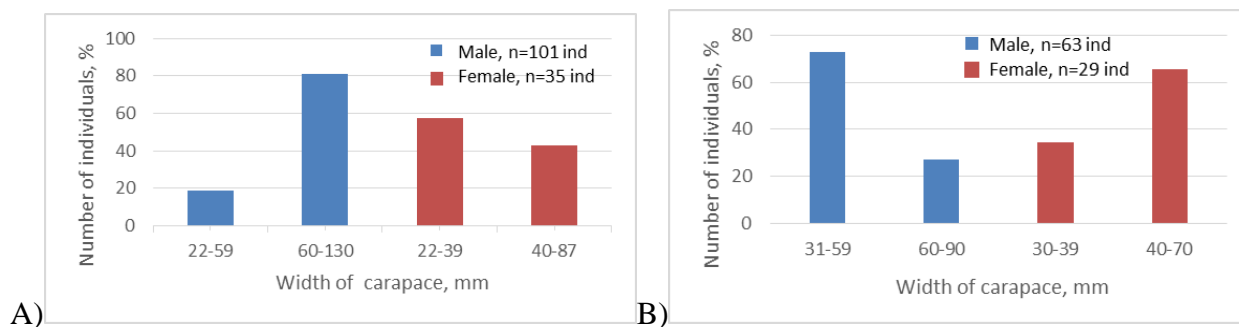 A)
Number of individuals, %
100
80
60
40
20
0
Male, n=101 ind
Female, n=35 ind
22-59 60-130 22-39 40-87
Width of carapace, mm
B)
Number of individuals, %
80
60
40
20
0
Male, n=63 ind
Female, n=29 ind
31-59 60-90 30-39 40-70
Width of carapace, mm